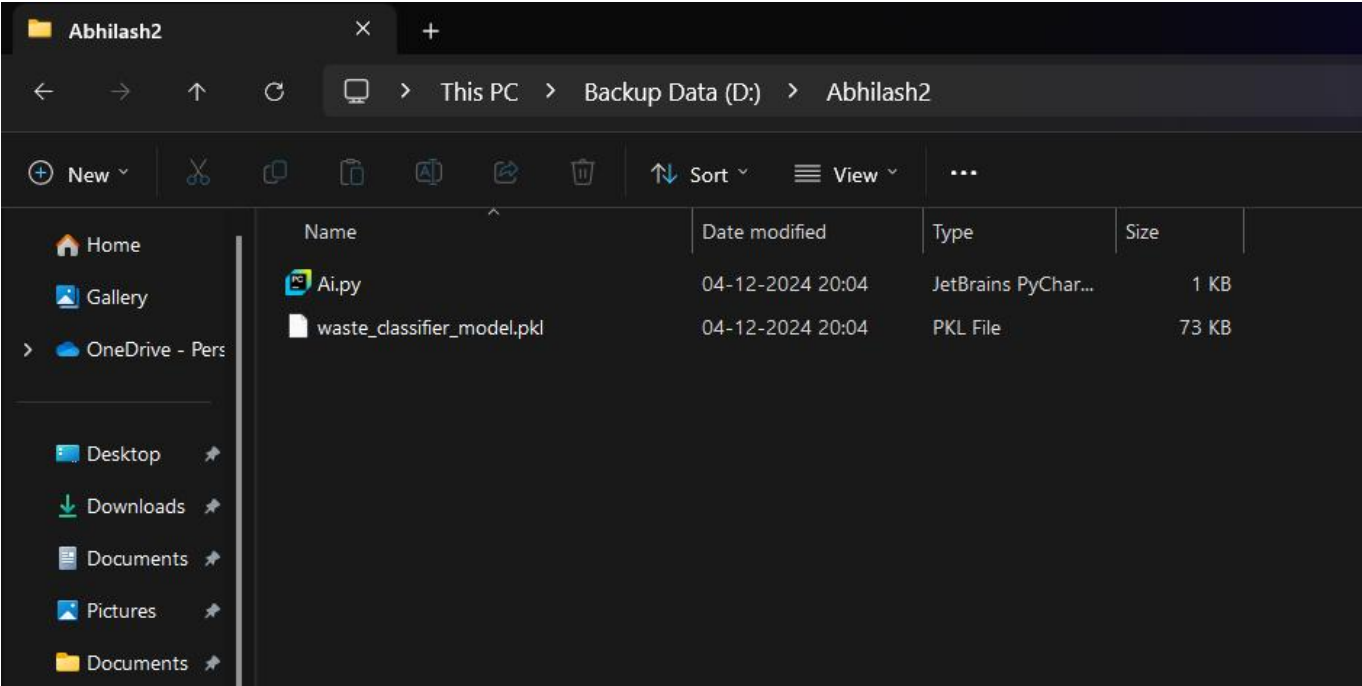 Abhilash2
This PC > Backup Data (D:) > Abhilash2
New Sort View ...
Name Date modified Type Size
Ai.py 04-12-2024 20:04 JetBrains PyChar... 1 KB
waste_classifier_model.pkl 04-12-2024 20:04 PKL File 73 KB
Home
Gallery
OneDrive - Pers
Desktop
Downloads
Documents
Pictures
Documents